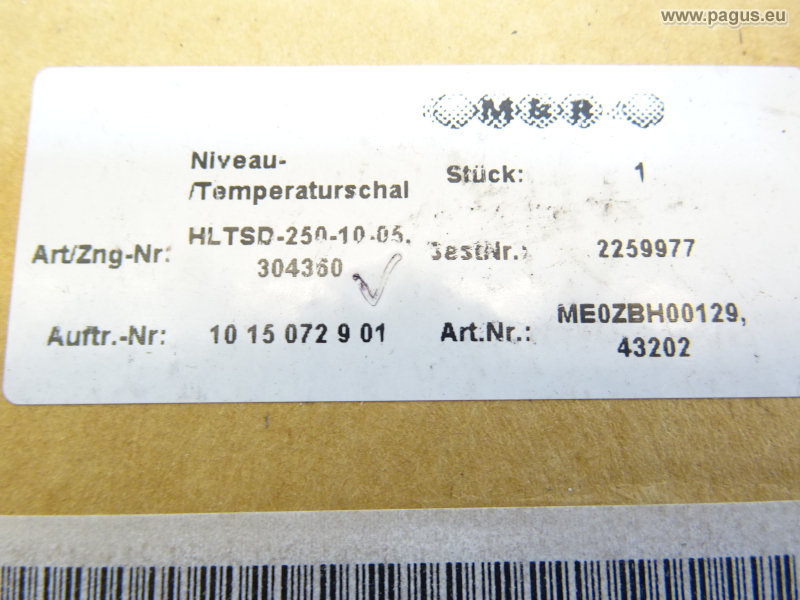 www.pagus.eu
M & R
Niveau-
/Temperaturschal
Stück: 1
Art/Zng-Nr: HLTSD-250-10-05,
304360
BestNr.: 2259977
Auftr.-Nr: 10 15 072 9 01
Art.Nr.: ME0ZBH00129,
43202